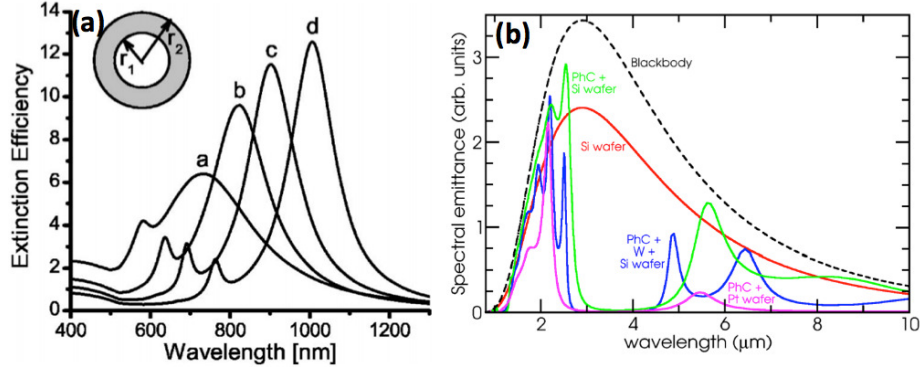 (a)
r1
r2
a
b
c
d
Extinction Efficiency
14
12
10
8
6
4
2
0
400
600
800
1000
1200
Wavelength [nm]
(b)
Blackbody
PhC +
Si wafer
Si wafer
PhC +
W +
Si wafer
PhC +
Pt wafer
Spectral emittance (arb. units)
3
2
1
0
2
4
6
8
10
wavelength (μm)